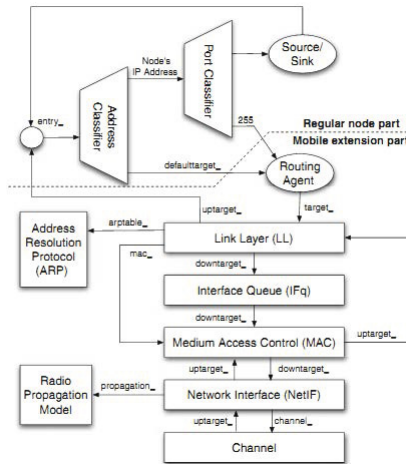 Source/
Sink
Node's
IP Address
Port Classifier
entry_
Address
Classifier
255
Regular node part
Mobile extension part
defaulttarget_
Routing
Agent
uptarget_
target_
Address
Resolution
Protocol
(ARP)
arptable_
Link Layer (LL)
mac_
downtarget_
Interface Queue (IFq)
downtarget_
Medium Access Control (MAC)
uptarget_
uptarget_
downtarget_
Radio
Propagation
Model
propagation_
Network Interface (NetIF)
uptarget_
channel_
Channel